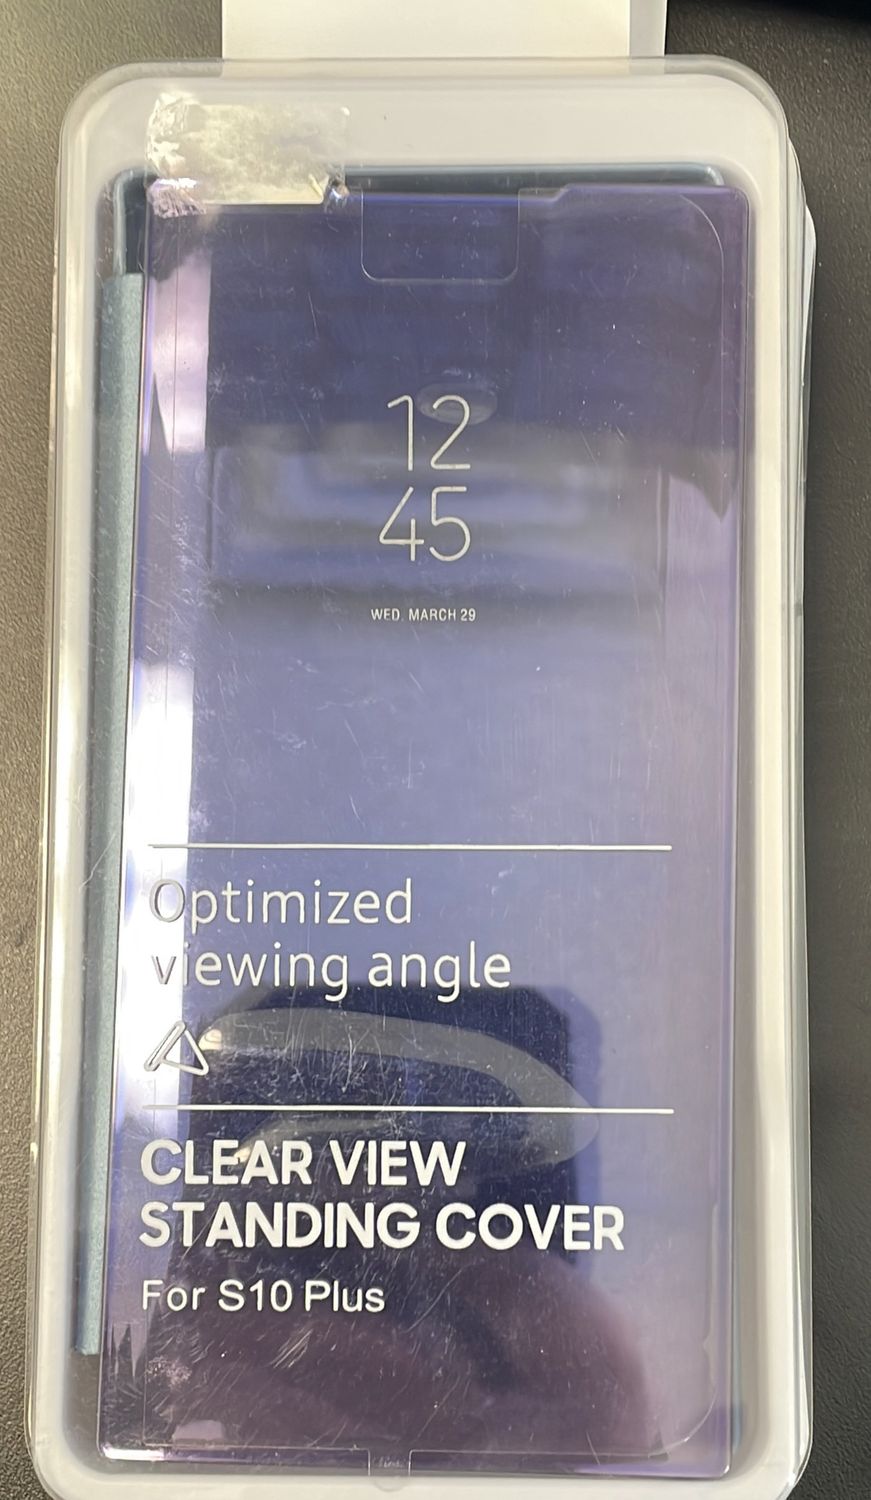 12
45
WED. MARCH 29
Optimized
viewing angle
CLEAR VIEW
STANDING COVER
For S10 Plus